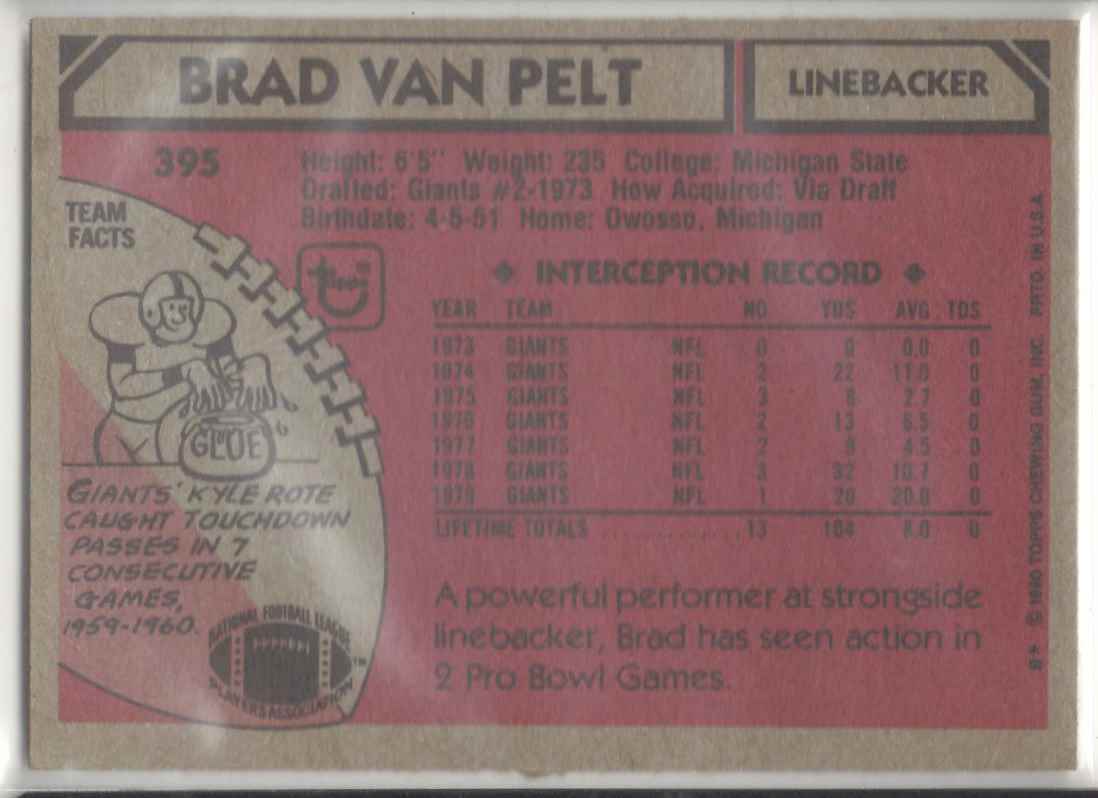 BRAD VAN PELT
LINEBACKER
395
Height: 6'5" Weight: 235 College: Michigan State
Drafted: Giants #2-1973 How Acquired: Via Draft
Birthdate: 4-5-51 Home: Owosso, Michigan
TEAM
FACTS
topps
GLUE
GIANTS' KYLE ROTE
CAUGHT TOUCHDOWN
PASSES IN 7
CONSECUTIVE
GAMES,
1959-1960.
NATIONAL FOOTBALL LEAGUE
PLAYERS ASSOCIATION
TM
INTERCEPTION RECORD
YEAR TEAM NO. YDS AVG. TDS
1973 GIANTS NFL 0 0 0.0 0
1974 GIANTS NFL 2 22 11.0 0
1975 GIANTS NFL 3 8 2.7 0
1976 GIANTS NFL 2 13 6.5 0
1977 GIANTS NFL 2 9 4.5 0
1978 GIANTS NFL 3 32 10.7 0
1979 GIANTS NFL 1 20 20.0 0
LIFETIME TOTALS 13 104 8.0 0
A powerful performer at strongside
linebacker, Brad has seen action in
2 Pro Bowl Games.
© 1980 TOPPS CHEWING GUM, INC. PRTD. IN U.S.A.